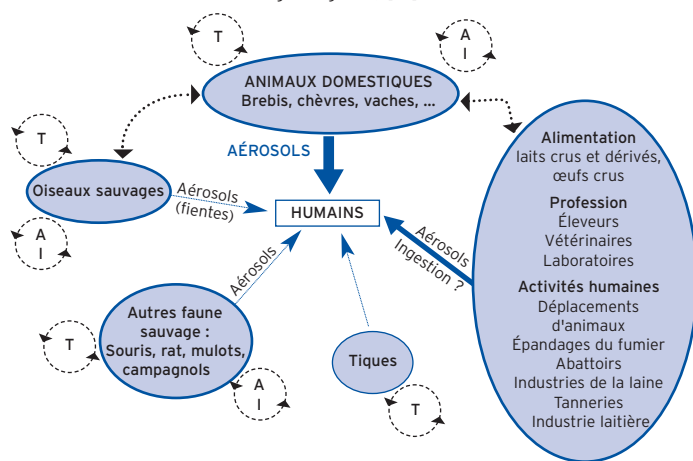 T
A
I
ANIMAUX DOMESTIQUES
Brebis, chèvres, vaches, ...
T
AÉROSOLS
Oiseaux sauvages
Aérosols
(fientes)
HUMAINS
A
I
Aérosols
Ingestion ?
Aérosols
Autres faune
sauvage :
Souris, rat, mulots,
campagnols
T
A
I
Tiques
T
Alimentation
laits crus et dérivés,
œufs crus
Profession
Éleveurs
Vétérinaires
Laboratoires
Activités humaines
Déplacements
d'animaux
Épandages du fumier
Abattoirs
Industries de la laine
Tanneries
Industrie laitière